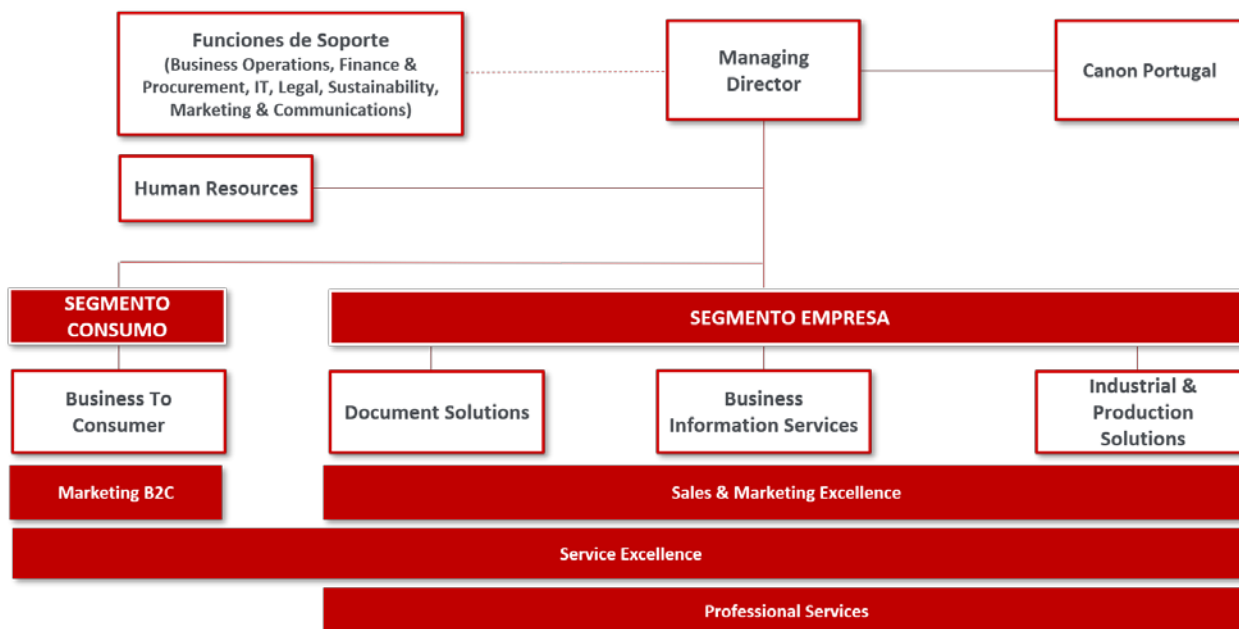 Funciones de Soporte
(Business Operations, Finance &
Procurement, IT, Legal, Sustainability,
Marketing & Communications)
Managing
Director
Canon Portugal
Human Resources
SEGMENTO
CONSUMO
SEGMENTO EMPRESA
Business To
Consumer
Document Solutions
Business
Information Services
Industrial &
Production
Solutions
Marketing B2C
Sales & Marketing Excellence
Service Excellence
Professional Services